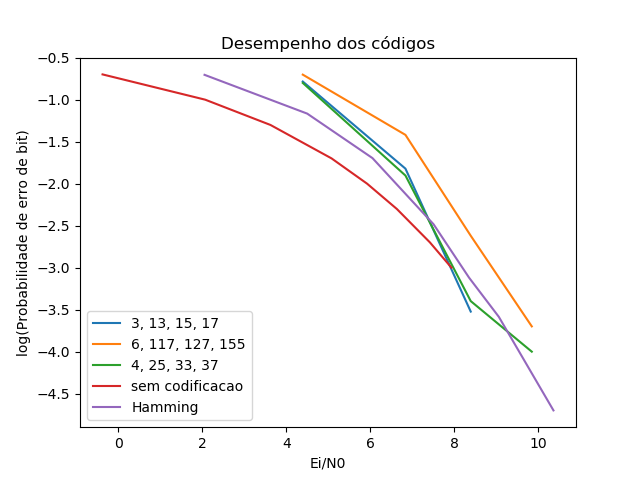 Desempenho dos códigos
log(Probabilidade de erro de bit)
−0.5
−1.0
−1.5
−2.0
−2.5
−3.0
−3.5
−4.0
−4.5
3, 13, 15, 17
6, 117, 127, 155
4, 25, 33, 37
sem codificacao
Hamming
0 2 4 6 8 10
Ei/N0